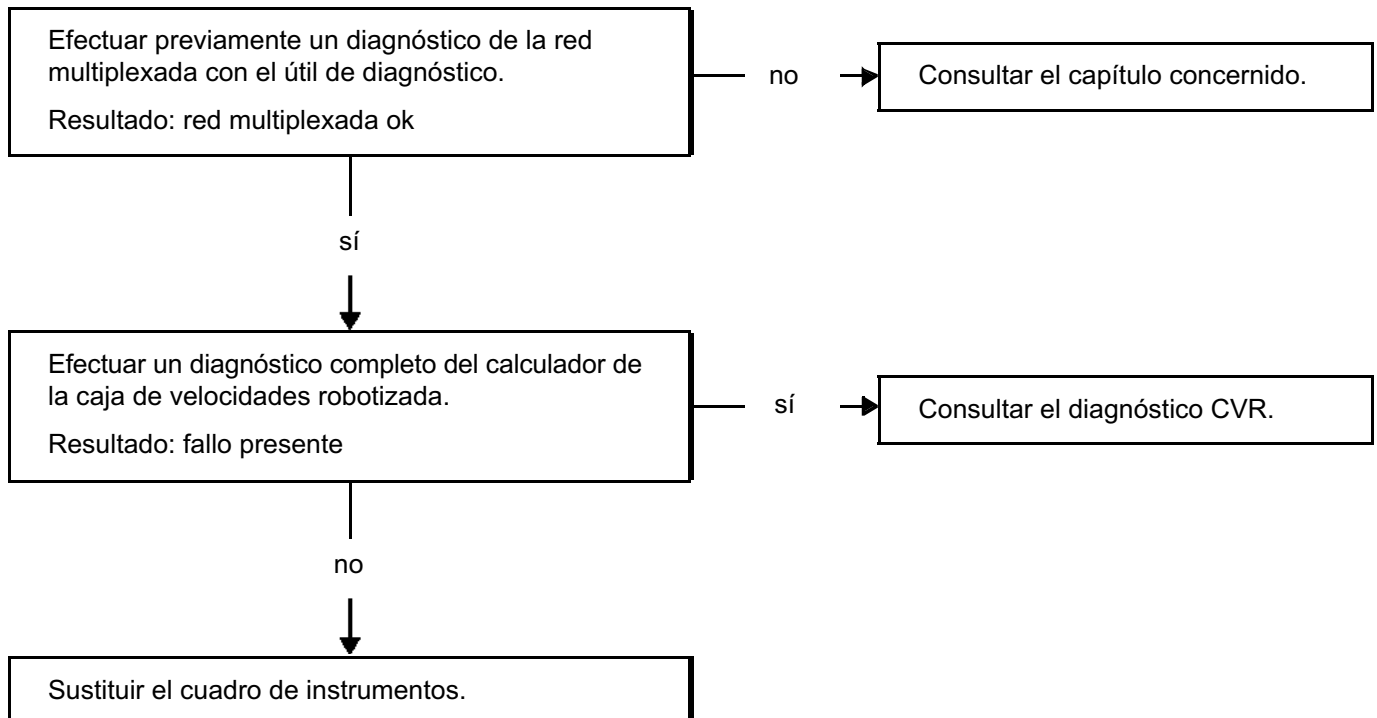 Efectuar previamente un diagnóstico de la red
multiplexada con el útil de diagnóstico.
Resultado: red multiplexada ok
no
Consultar el capítulo concernido.
sí
Efectuar un diagnóstico completo del calculador de
la caja de velocidades robotizada.
Resultado: fallo presente
sí
Consultar el diagnóstico CVR.
no
Sustituir el cuadro de instrumentos.